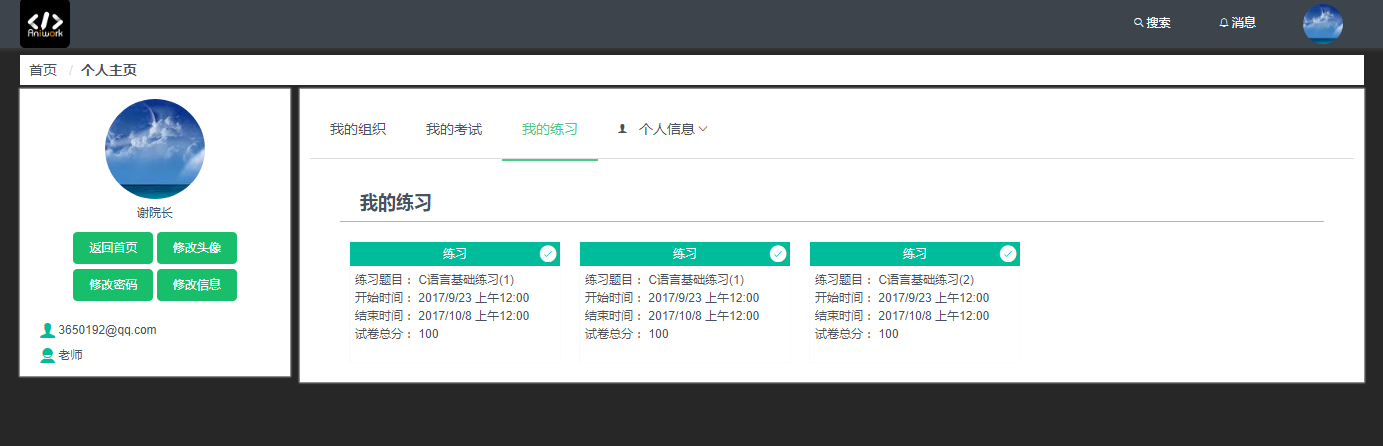 </>
Aniwork
搜索
消息
首页 / 个人主页
谢院长
返回首页
修改头像
修改密码
修改信息
3650192@qq.com
老师
我的组织
我的考试
我的练习
个人信息
我的练习
练习
练习题目： C语言基础练习(1)
开始时间： 2017/9/23 上午12:00
结束时间： 2017/10/8 上午12:00
试卷总分： 100
练习
练习题目： C语言基础练习(1)
开始时间： 2017/9/23 上午12:00
结束时间： 2017/10/8 上午12:00
试卷总分： 100
练习
练习题目： C语言基础练习(2)
开始时间： 2017/9/23 上午12:00
结束时间： 2017/10/8 上午12:00
试卷总分： 100